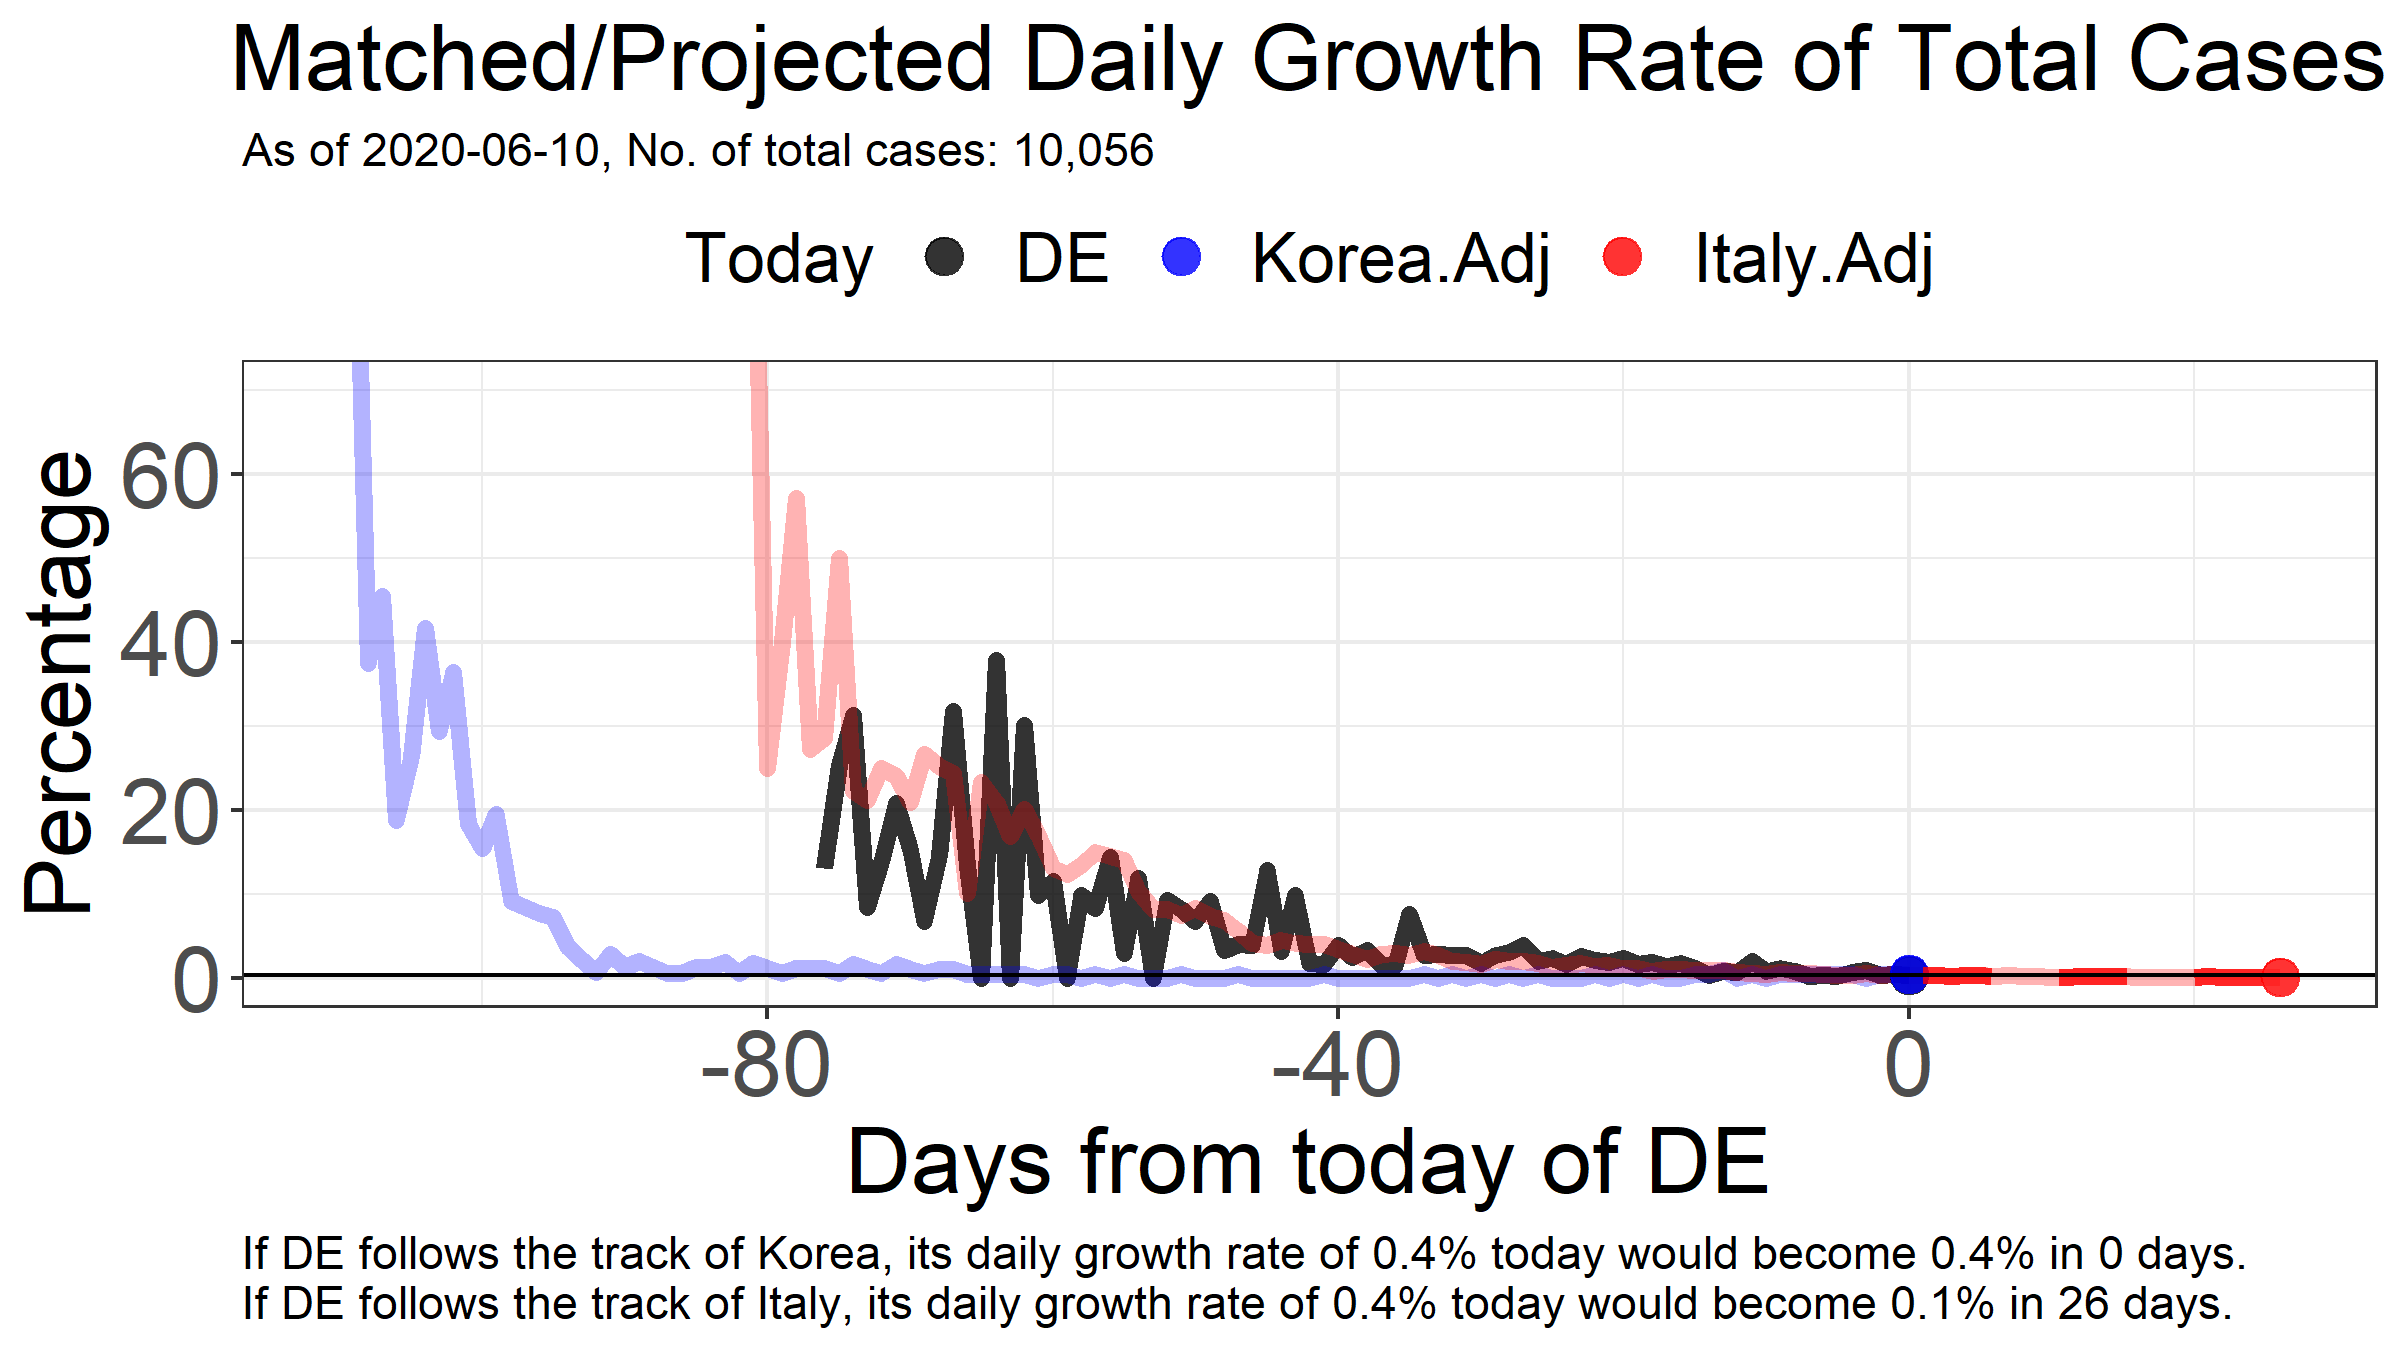 Matched/Projected Daily Growth Rate of Total Cases
As of 2020-06-10, No. of total cases: 10,056
Today DE Korea.Adj Italy.Adj
Percentage
60
40
20
0
-80 -40 0
Days from today of DE
If DE follows the track of Korea, its daily growth rate of 0.4% today would become 0.4% in 0 days.
If DE follows the track of Italy, its daily growth rate of 0.4% today would become 0.1% in 26 days.